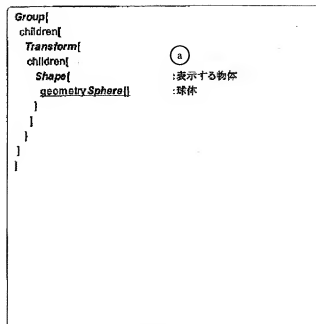 Group{
children[
Transform{
ⓐ
children[
Shape{ :表示する物体
geometry Sphere{} :球体
}
]
}
]
}